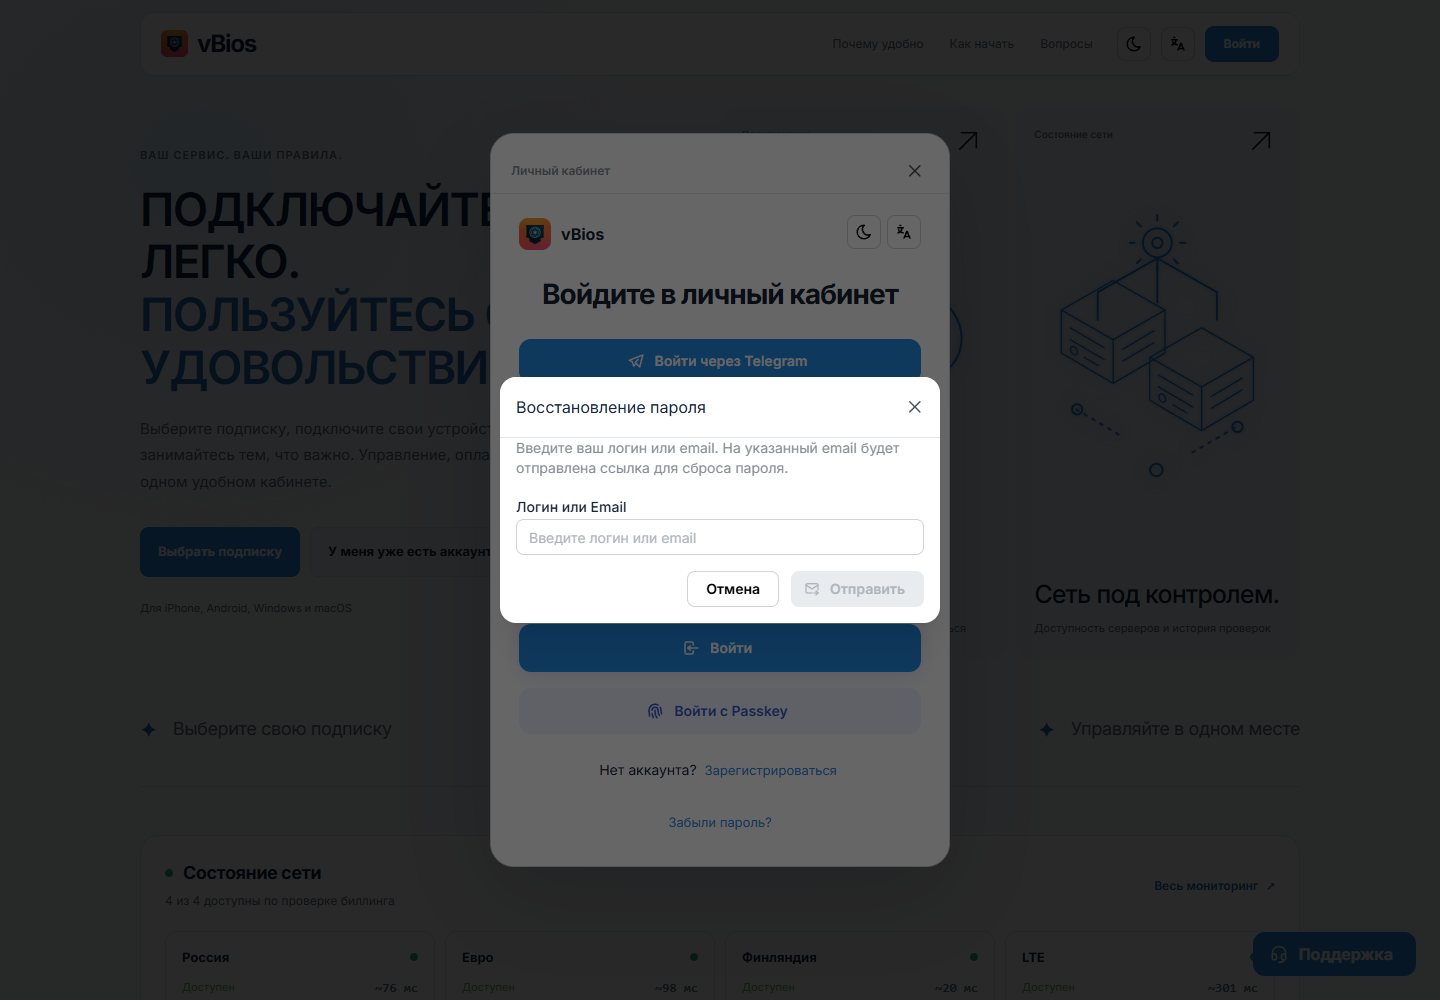 vBios
Почему удобно
Как начать
Вопросы
Войти
ВАШ СЕРВИС. ВАШИ ПРАВИЛА.
ПОДКЛЮЧАЙТЕ
ЛЕГКО.
ПОЛЬЗУЙТЕСЬ
УДОВОЛЬСТВИ
Выберите подписку, подключите свои устройст
занимайтесь тем, что важно. Управление, опла
одном удобном кабинете.
Выбрать подписку
У меня уже есть аккаунт
Для iPhone, Android, Windows и macOS
Состояние сети
Сеть под контролем.
Доступность серверов и история проверок
ься
Личный кабинет
vBios
Войдите в личный кабинет
Войти через Telegram
Восстановление пароля
Введите ваш логин или email. На указанный email будет
отправлена ссылка для сброса пароля.
Логин или Email
Введите логин или email
Отмена
Отправить
Войти
Войти с Passkey
Нет аккаунта? Зарегистрироваться
Забыли пароль?
Выберите свою подписку
Управляйте в одном месте
Состояние сети
4 из 4 доступны по проверке биллинга
Весь мониторинг ↗
Россия
Доступен ~76 мс
Евро
Доступен ~98 мс
Финляндия
Доступен ~20 мс
LTE
Доступен ~301 мс
Поддержка